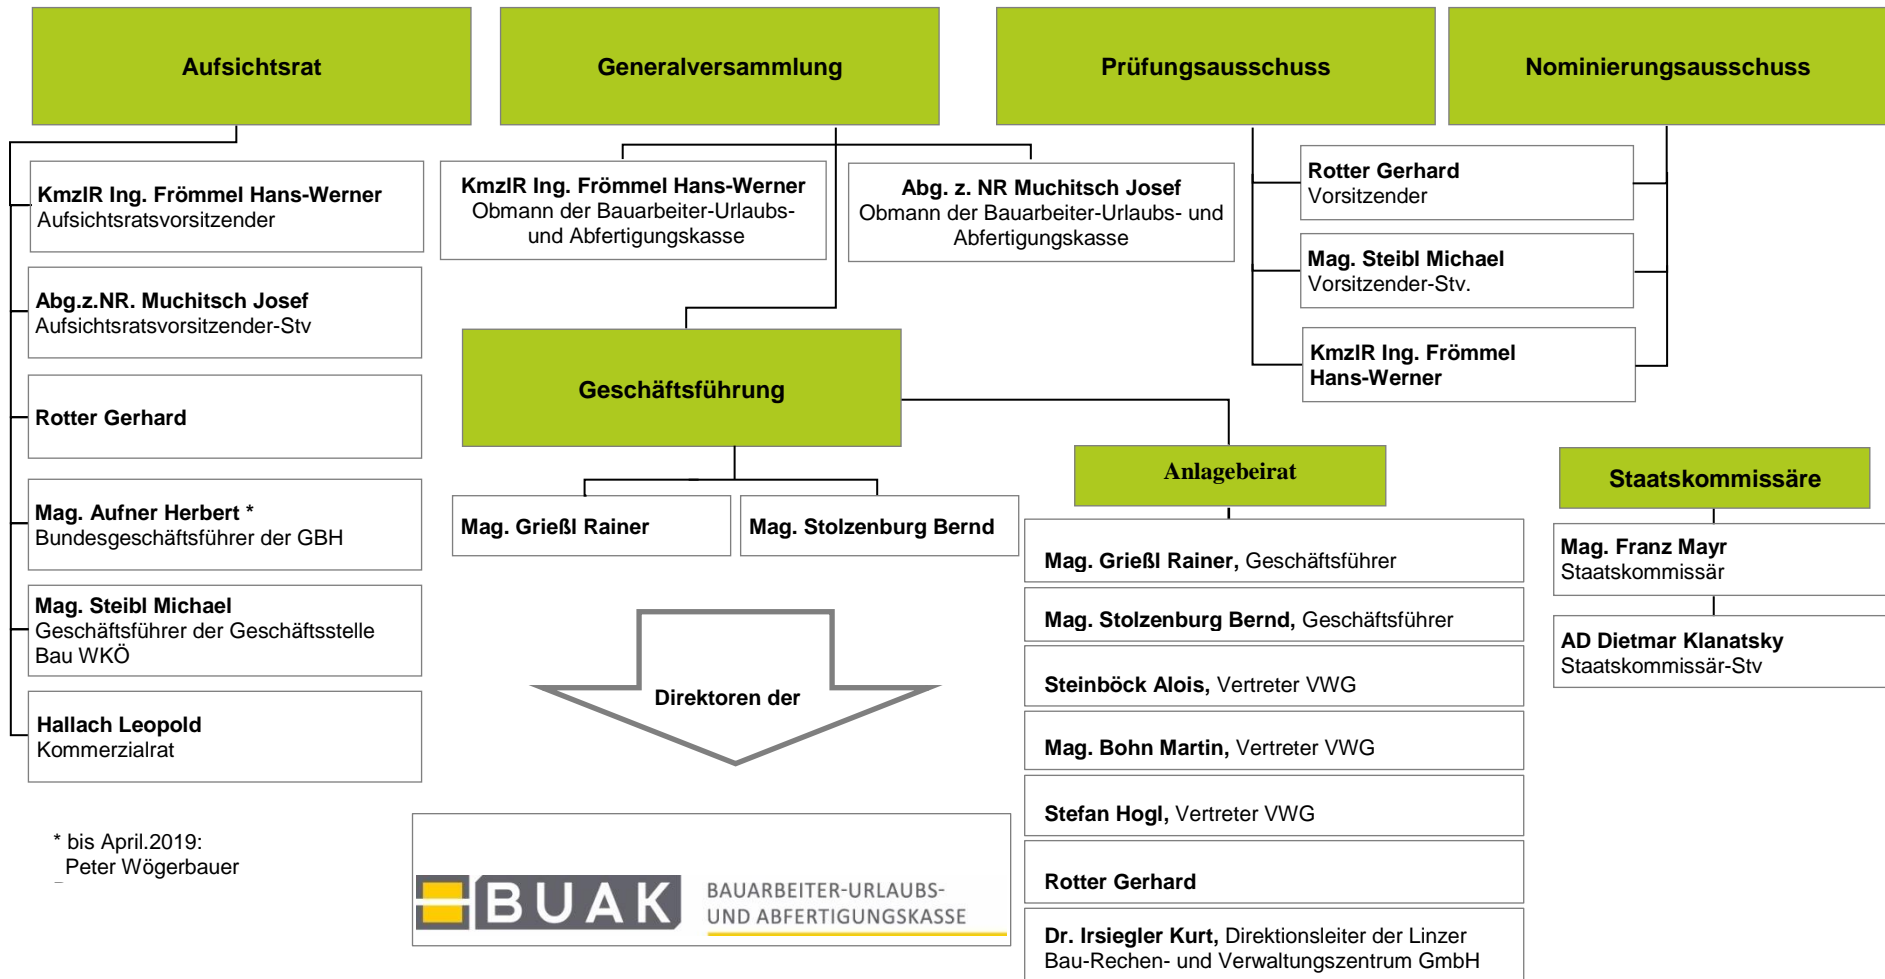 Aufsichtsrat
Generalversammlung
Prüfungsausschuss
Nominierungsausschuss
KmzlR Ing. Frömmel Hans-Werner
Aufsichtsratsvorsitzender
Abg.z.NR. Muchitsch Josef
Aufsichtsratsvorsitzender-Stv
Rotter Gerhard
Mag. Aufner Herbert *
Bundesgeschäftsführer der GBH
Mag. Steibl Michael
Geschäftsführer der Geschäftsstelle
Bau WKÖ
Hallach Leopold
Kommerzialrat
* bis April.2019:
Peter Wögerbauer
KmzlR Ing. Frömmel Hans-Werner
Obmann der Bauarbeiter-Urlaubs-
und Abfertigungskasse
Abg. z. NR Muchitsch Josef
Obmann der Bauarbeiter-Urlaubs- und
Abfertigungskasse
Geschäftsführung
Mag. Grießl Rainer
Mag. Stolzenburg Bernd
Direktoren der
BUAK
BAUARBEITER-URLAUBS-
UND ABFERTIGUNGSKASSE
Rotter Gerhard
Vorsitzender
Mag. Steibl Michael
Vorsitzender-Stv.
KmzlR Ing. Frömmel
Hans-Werner
Anlagebeirat
Mag. Grießl Rainer, Geschäftsführer
Mag. Stolzenburg Bernd, Geschäftsführer
Steinböck Alois, Vertreter VWG
Mag. Bohn Martin, Vertreter VWG
Stefan Hogl, Vertreter VWG
Rotter Gerhard
Dr. Irsiegler Kurt, Direktionsleiter der Linzer
Bau-Rechen- und Verwaltungszentrum GmbH
Staatskommissäre
Mag. Franz Mayr
Staatskommissär
AD Dietmar Klanatsky
Staatskommissär-Stv